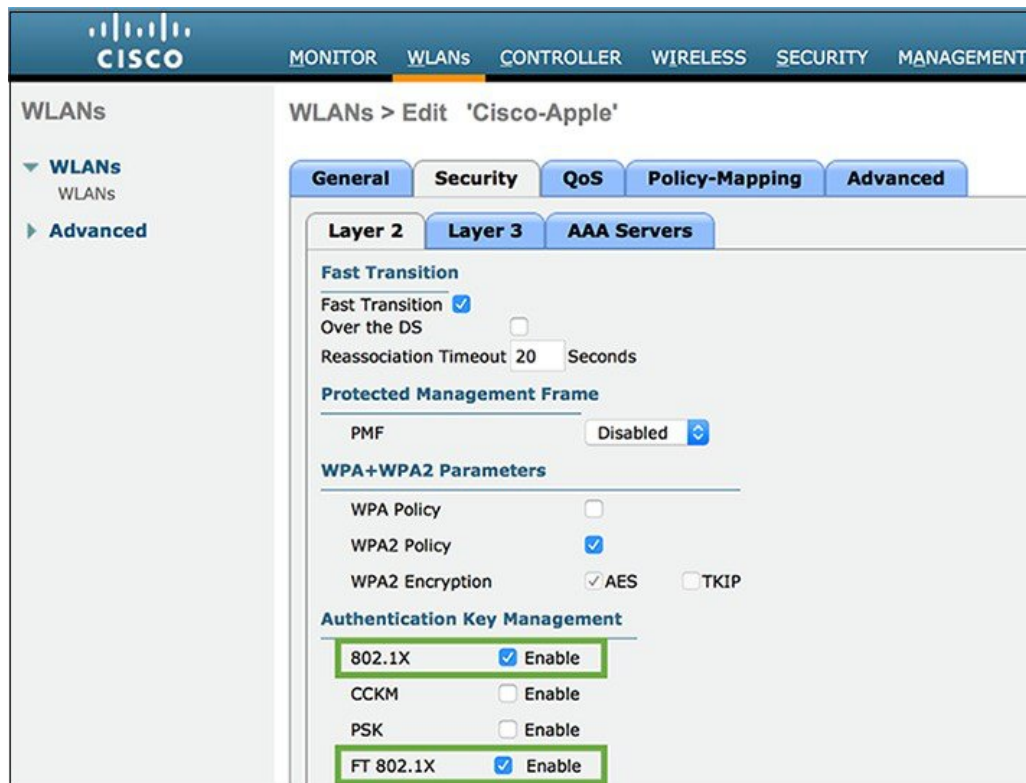 CISCO
MONITOR WLANs CONTROLLER WIRELESS SECURITY MANAGEMENT
WLANs
WLANs
WLANs
Advanced
WLANs > Edit 'Cisco-Apple'
General Security QoS Policy-Mapping Advanced
Layer 2 Layer 3 AAA Servers
Fast Transition
Fast Transition
Over the DS
Reassociation Timeout 20 Seconds
Protected Management Frame
PMF Disabled
WPA+WPA2 Parameters
WPA Policy
WPA2 Policy
WPA2 Encryption AES TKIP
Authentication Key Management
802.1X Enable
CCKM Enable
PSK Enable
FT 802.1X Enable